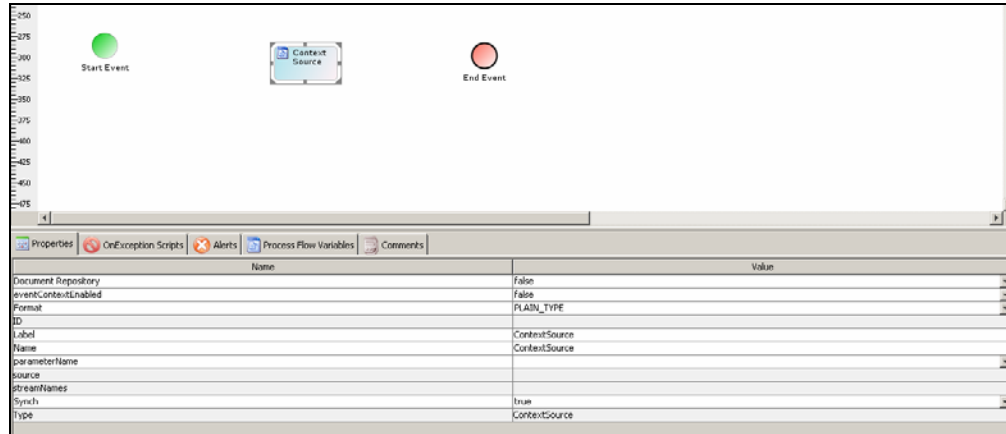 250
275
300
325
350
375
400
425
450
475
Start Event
Context
Source
End Event
Properties OnException Scripts Alerts Process Flow Variables Comments
Name Value
Document Repository false
eventContextEnabled false
Format PLAIN_TYPE
ID
Label ContextSource
Name ContextSource
parameterName
source
streamNames
Synch true
Type ContextSource